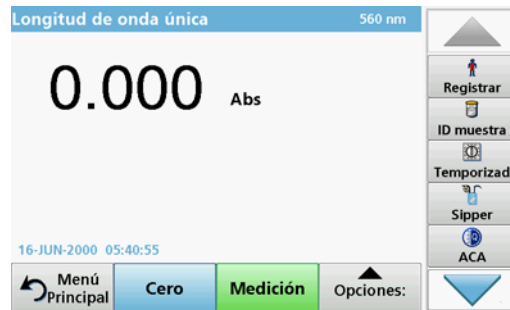 Longitud de onda única 560 nm
0.000 Abs
16-JUN-2000 05:40:55
Menú Principal
Cero
Medición
Opciones:
Registrar
ID muestra
Temporizad
Sipper
ACA